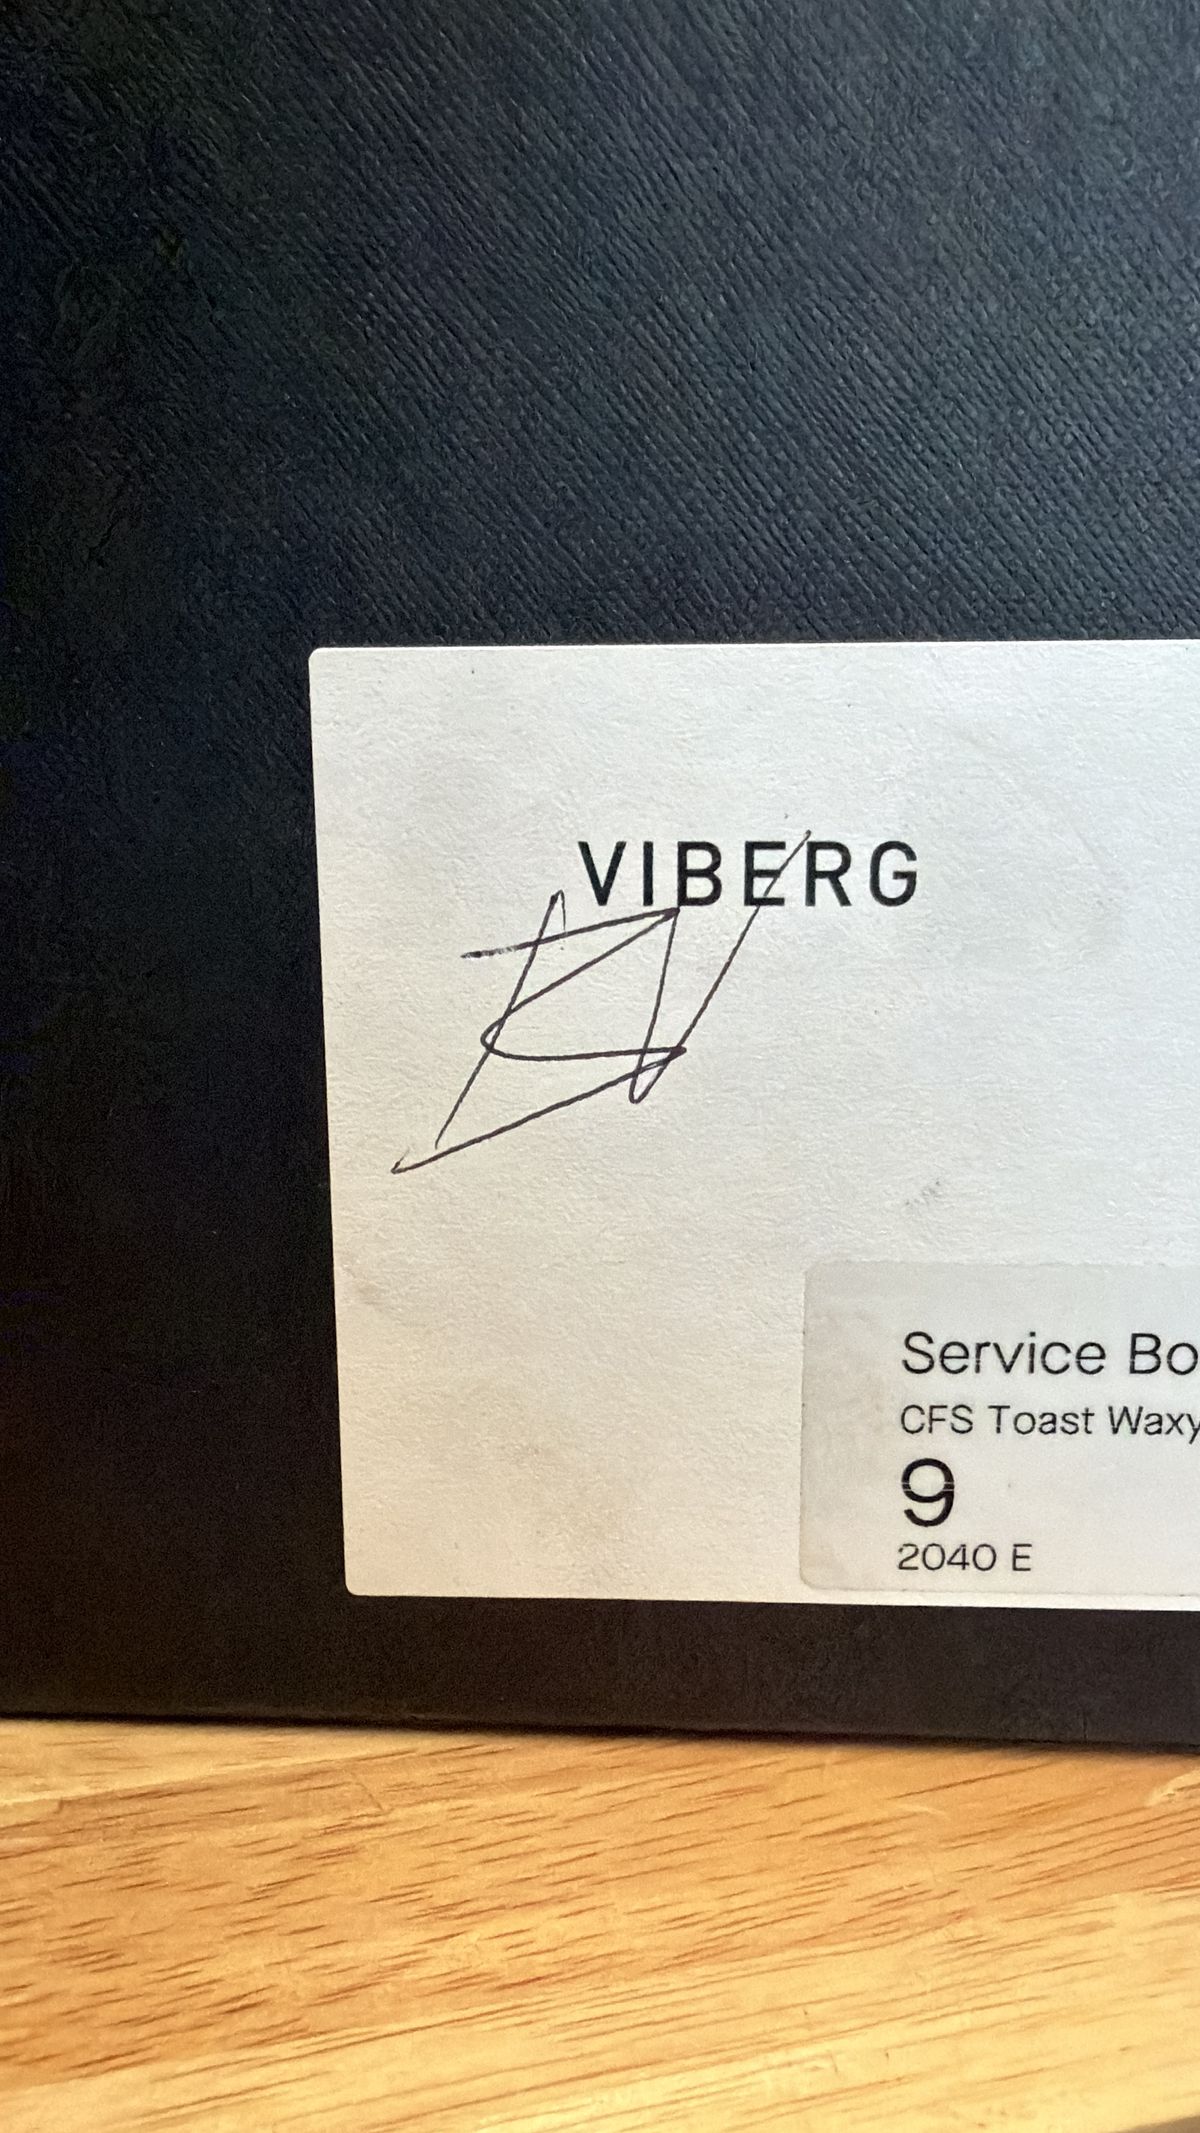 VIBERG
Service Bo
CFS Toast Waxy
9
2040 E